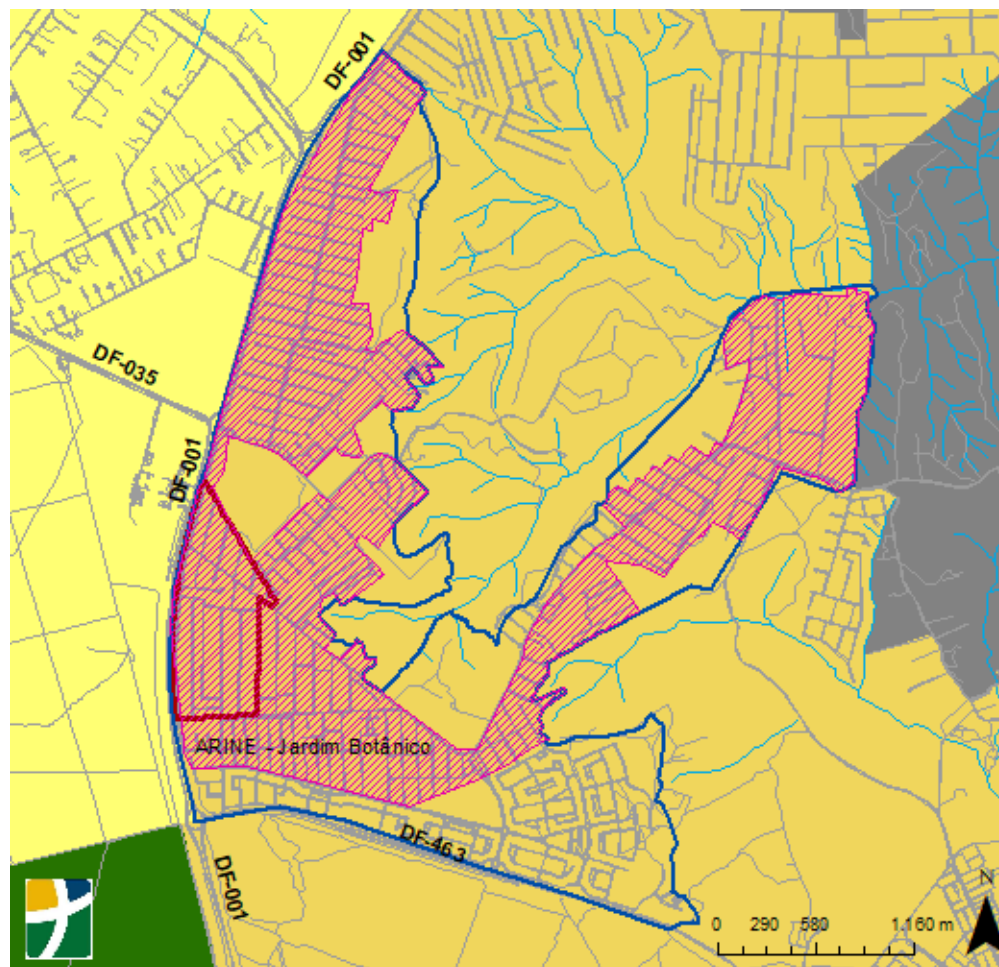 DF-001
DF-035
DF-001
ARINE - Jardim Botânico
DF-463
DF-001
N
0 290 580 1.160 m